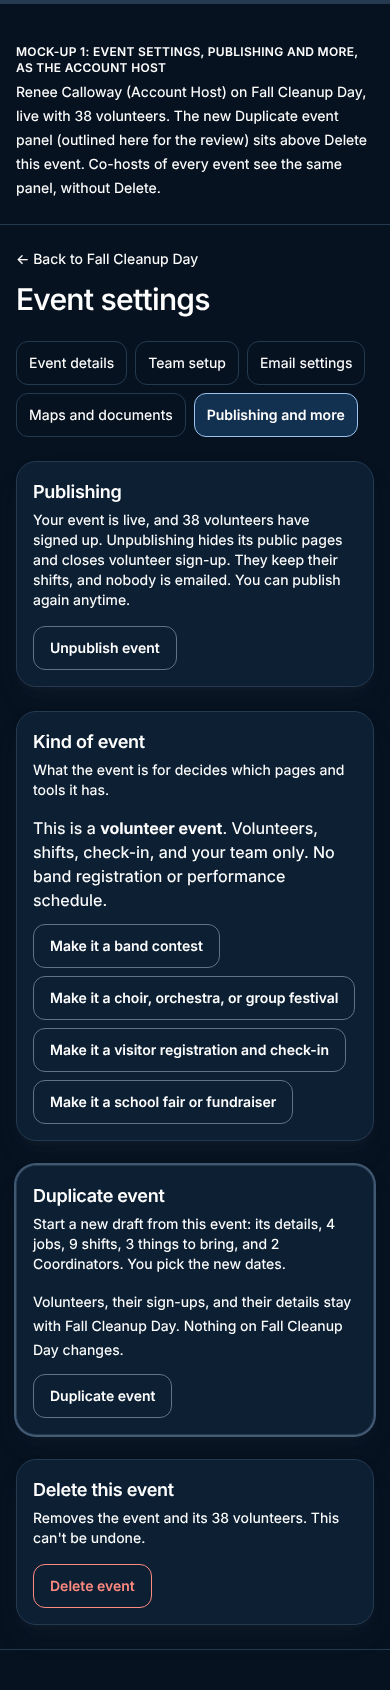 MOCK-UP 1: EVENT SETTINGS, PUBLISHING AND MORE,
AS THE ACCOUNT HOST
Renee Calloway (Account Host) on Fall Cleanup Day,
live with 38 volunteers. The new Duplicate event
panel (outlined here for the review) sits above Delete
this event. Co-hosts of every event see the same
panel, without Delete.
← Back to Fall Cleanup Day
Event settings
Event details
Team setup
Email settings
Maps and documents
Publishing and more
Publishing
Your event is live, and 38 volunteers have
signed up. Unpublishing hides its public pages
and closes volunteer sign-up. They keep their
shifts, and nobody is emailed. You can publish
again anytime.
Unpublish event
Kind of event
What the event is for decides which pages and
tools it has.
This is a volunteer event. Volunteers,
shifts, check-in, and your team only. No
band registration or performance
schedule.
Make it a band contest
Make it a choir, orchestra, or group festival
Make it a visitor registration and check-in
Make it a school fair or fundraiser
Duplicate event
Start a new draft from this event: its details, 4
jobs, 9 shifts, 3 things to bring, and 2
Coordinators. You pick the new dates.
Volunteers, their sign-ups, and their details stay
with Fall Cleanup Day. Nothing on Fall Cleanup
Day changes.
Duplicate event
Delete this event
Removes the event and its 38 volunteers. This
can't be undone.
Delete event